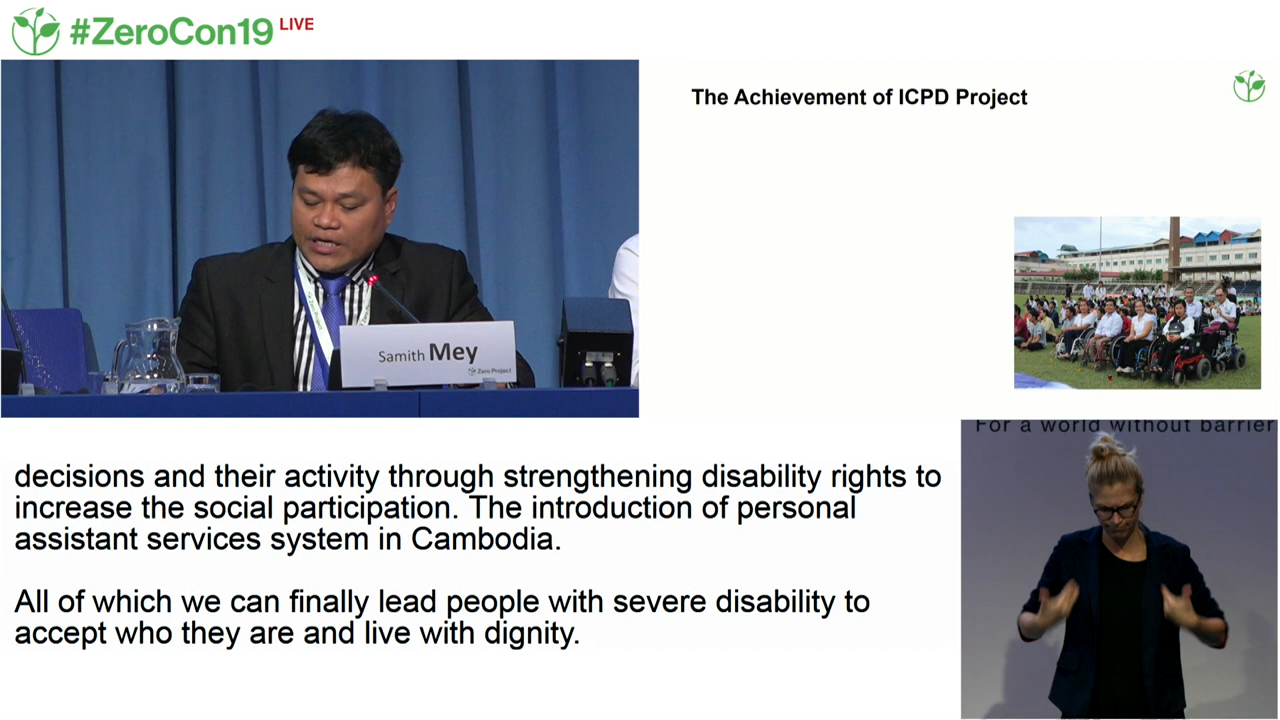 #ZeroCon19 LIVE
The Achievement of ICPD Project
Samith Mey
Zero Project
For a world without barrier
decisions and their activity through strengthening disability rights to
increase the social participation. The introduction of personal
assistant services system in Cambodia.
All of which we can finally lead people with severe disability to
accept who they are and live with dignity.